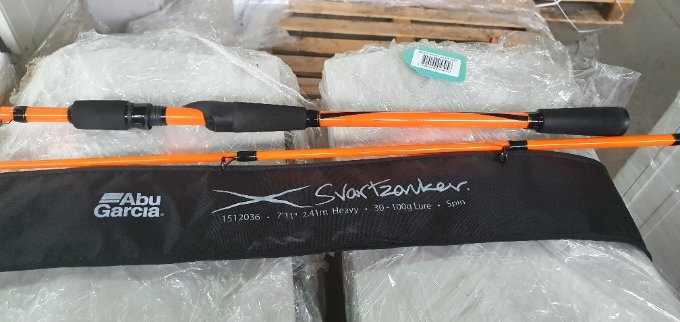 Abu
Garcia®
Svartzonker.
1512036 • 7'11" 2.41m Heavy • 30 - 100g Lure • Spin